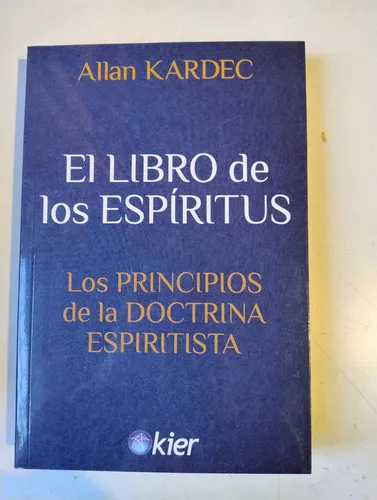 Allan KARDEC
El LIBRO de
los ESPÍRITUS
Los PRINCIPIOS
de la DOCTRINA
ESPIRITISTA
kier